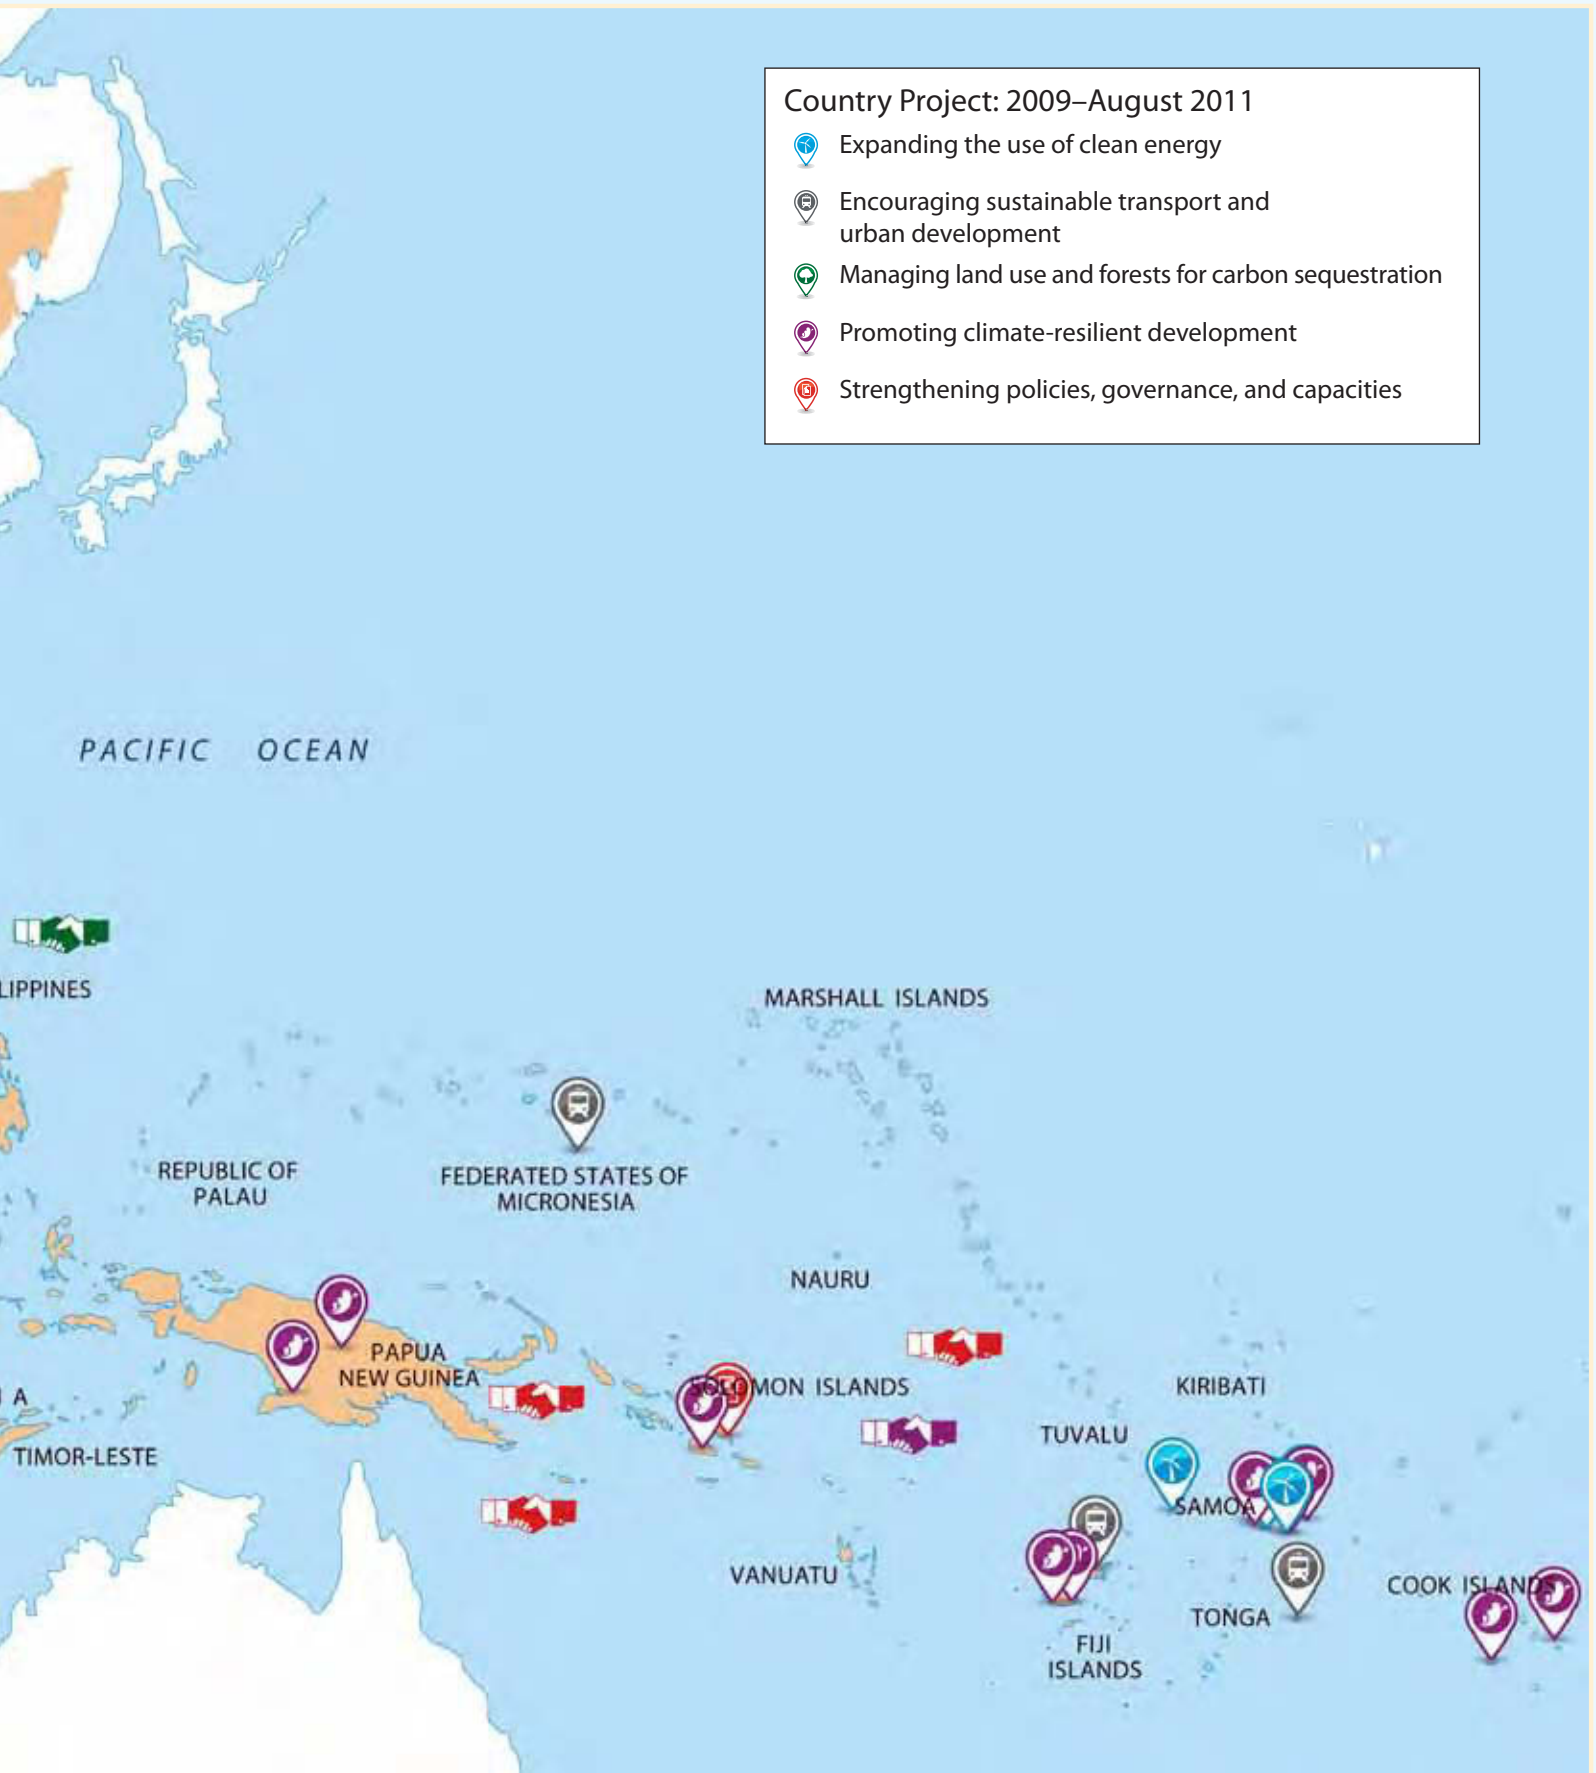 Country Project: 2009–August 2011
Expanding the use of clean energy
Encouraging sustainable transport and
urban development
Managing land use and forests for carbon sequestration
Promoting climate-resilient development
Strengthening policies, governance, and capacities
PACIFIC OCEAN
LIPPINES
MARSHALL ISLANDS
REPUBLIC OF
PALAU
FEDERATED STATES OF
MICRONESIA
NAURU
PAPUA
NEW GUINEA
SOLOMON ISLANDS
KIRIBATI
I A
TUVALU
TIMOR-LESTE
SAMOA
VANUATU
COOK ISLANDS
TONGA
FIJI
ISLANDS